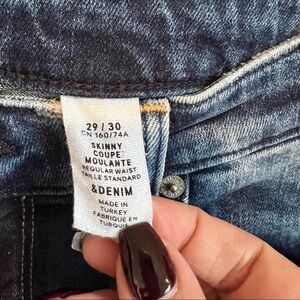 29 / 30
CN 160/74A
SKINNY
COUPE
MOULANTE
REGULAR WAIST
TAILLE STANDARD
&DENIM
MADE IN
TURKEY
FABRIQUÉ EN
TURQUIE